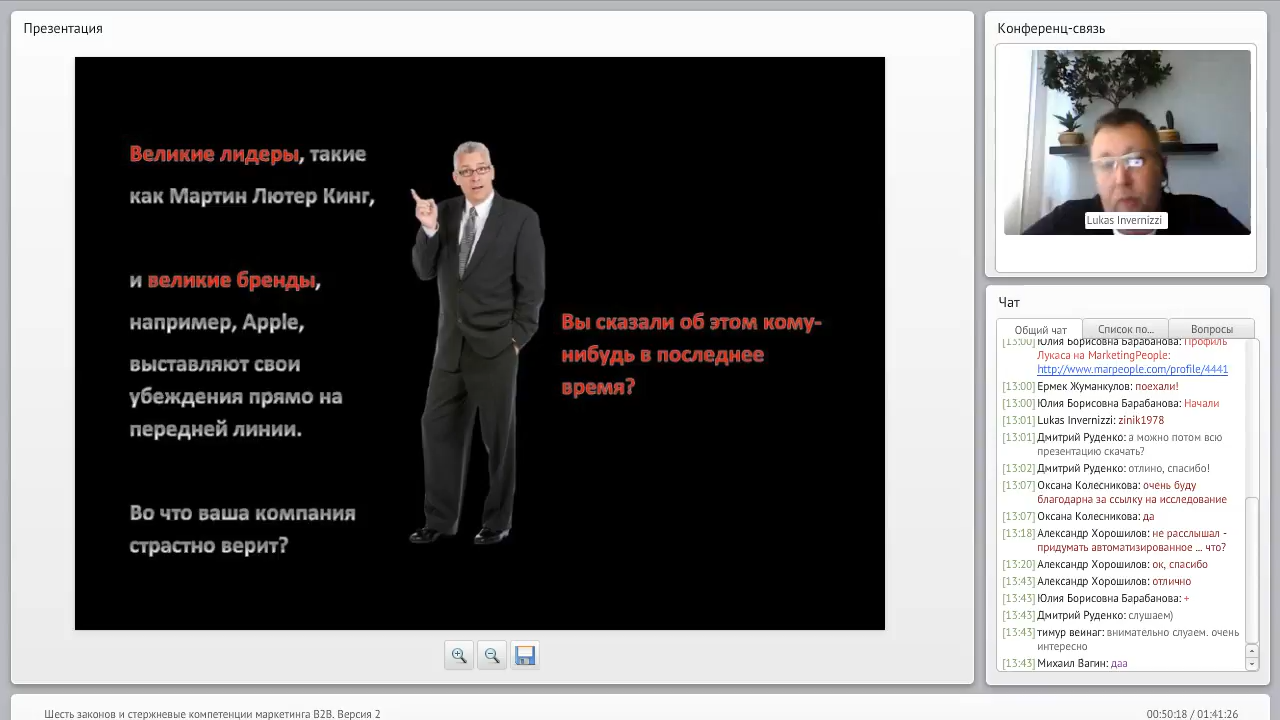 Презентация
Великие лидеры, такие
как Мартин Лютер Кинг,
и великие бренды,
например, Apple,
выставляют свои
убеждения прямо на
передней линии.
Во что ваша компания
страстно верит?
Вы сказали об этом кому-
нибудь в последнее
время?
Конференц-связь
Lukas Invernizzi
Чат
Общий чат
Список по...
Вопросы
[13:00] Юлия Борисовна Барабанова: Профиль
Лукаса на MarketingPeople:
http://www.marpeople.com/profile/4441
[13:00] Ермек Жуманкулов: поехали!
[13:00] Юлия Борисовна Барабанова: Начали
[13:01] Lukas Invernizzi: zinik1978
[13:01] Дмитрий Руденко: а можно потом всю
презентацию скачать?
[13:02] Дмитрий Руденко: отлино, спасибо!
[13:07] Оксана Колесникова: очень буду
благодарна за ссылку на исследование
[13:07] Оксана Колесникова: да
[13:18] Александр Хорошилов: не расслышал -
придумать автоматизированное ... что?
[13:20] Александр Хорошилов: ок, спасибо
[13:43] Александр Хорошилов: отлично
[13:43] Юлия Борисовна Барабанова: +
[13:43] Дмитрий Руденко: слушаем)
[13:43] тимур веинаг: внимательно слуаем. очень
интересно
[13:43] Михаил Вагин: даа
Шесть законов и стержневые компетенции маркетинга B2B. Версия 2
00:50:18 / 01:41:26